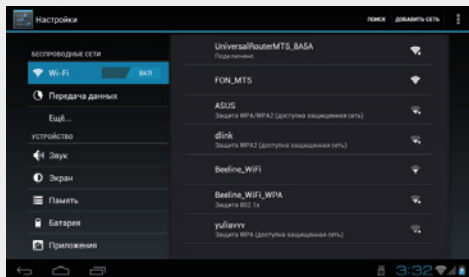 Настройки
ПОИСК ДОБАВИТЬ СЕТЬ
БЕСПРОВОДНЫЕ СЕТИ
Wi-Fi ВКЛ
Передача данных
Ещё...
УСТРОЙСТВО
Звук
Экран
Память
Батарея
Приложения
UniversalRouterMTS_8A5A
Подключено
FON_MTS
ASUS
Защита WPA/WPA2 (доступна защищенная сеть)
dlink
Защита WPA2 (доступна защищенная сеть)
Beeline_WiFi
Beeline_WiFi_WPA
Защита 802.1x
yuliavvv
Защита WPA (доступна защищенная сеть)
3:32